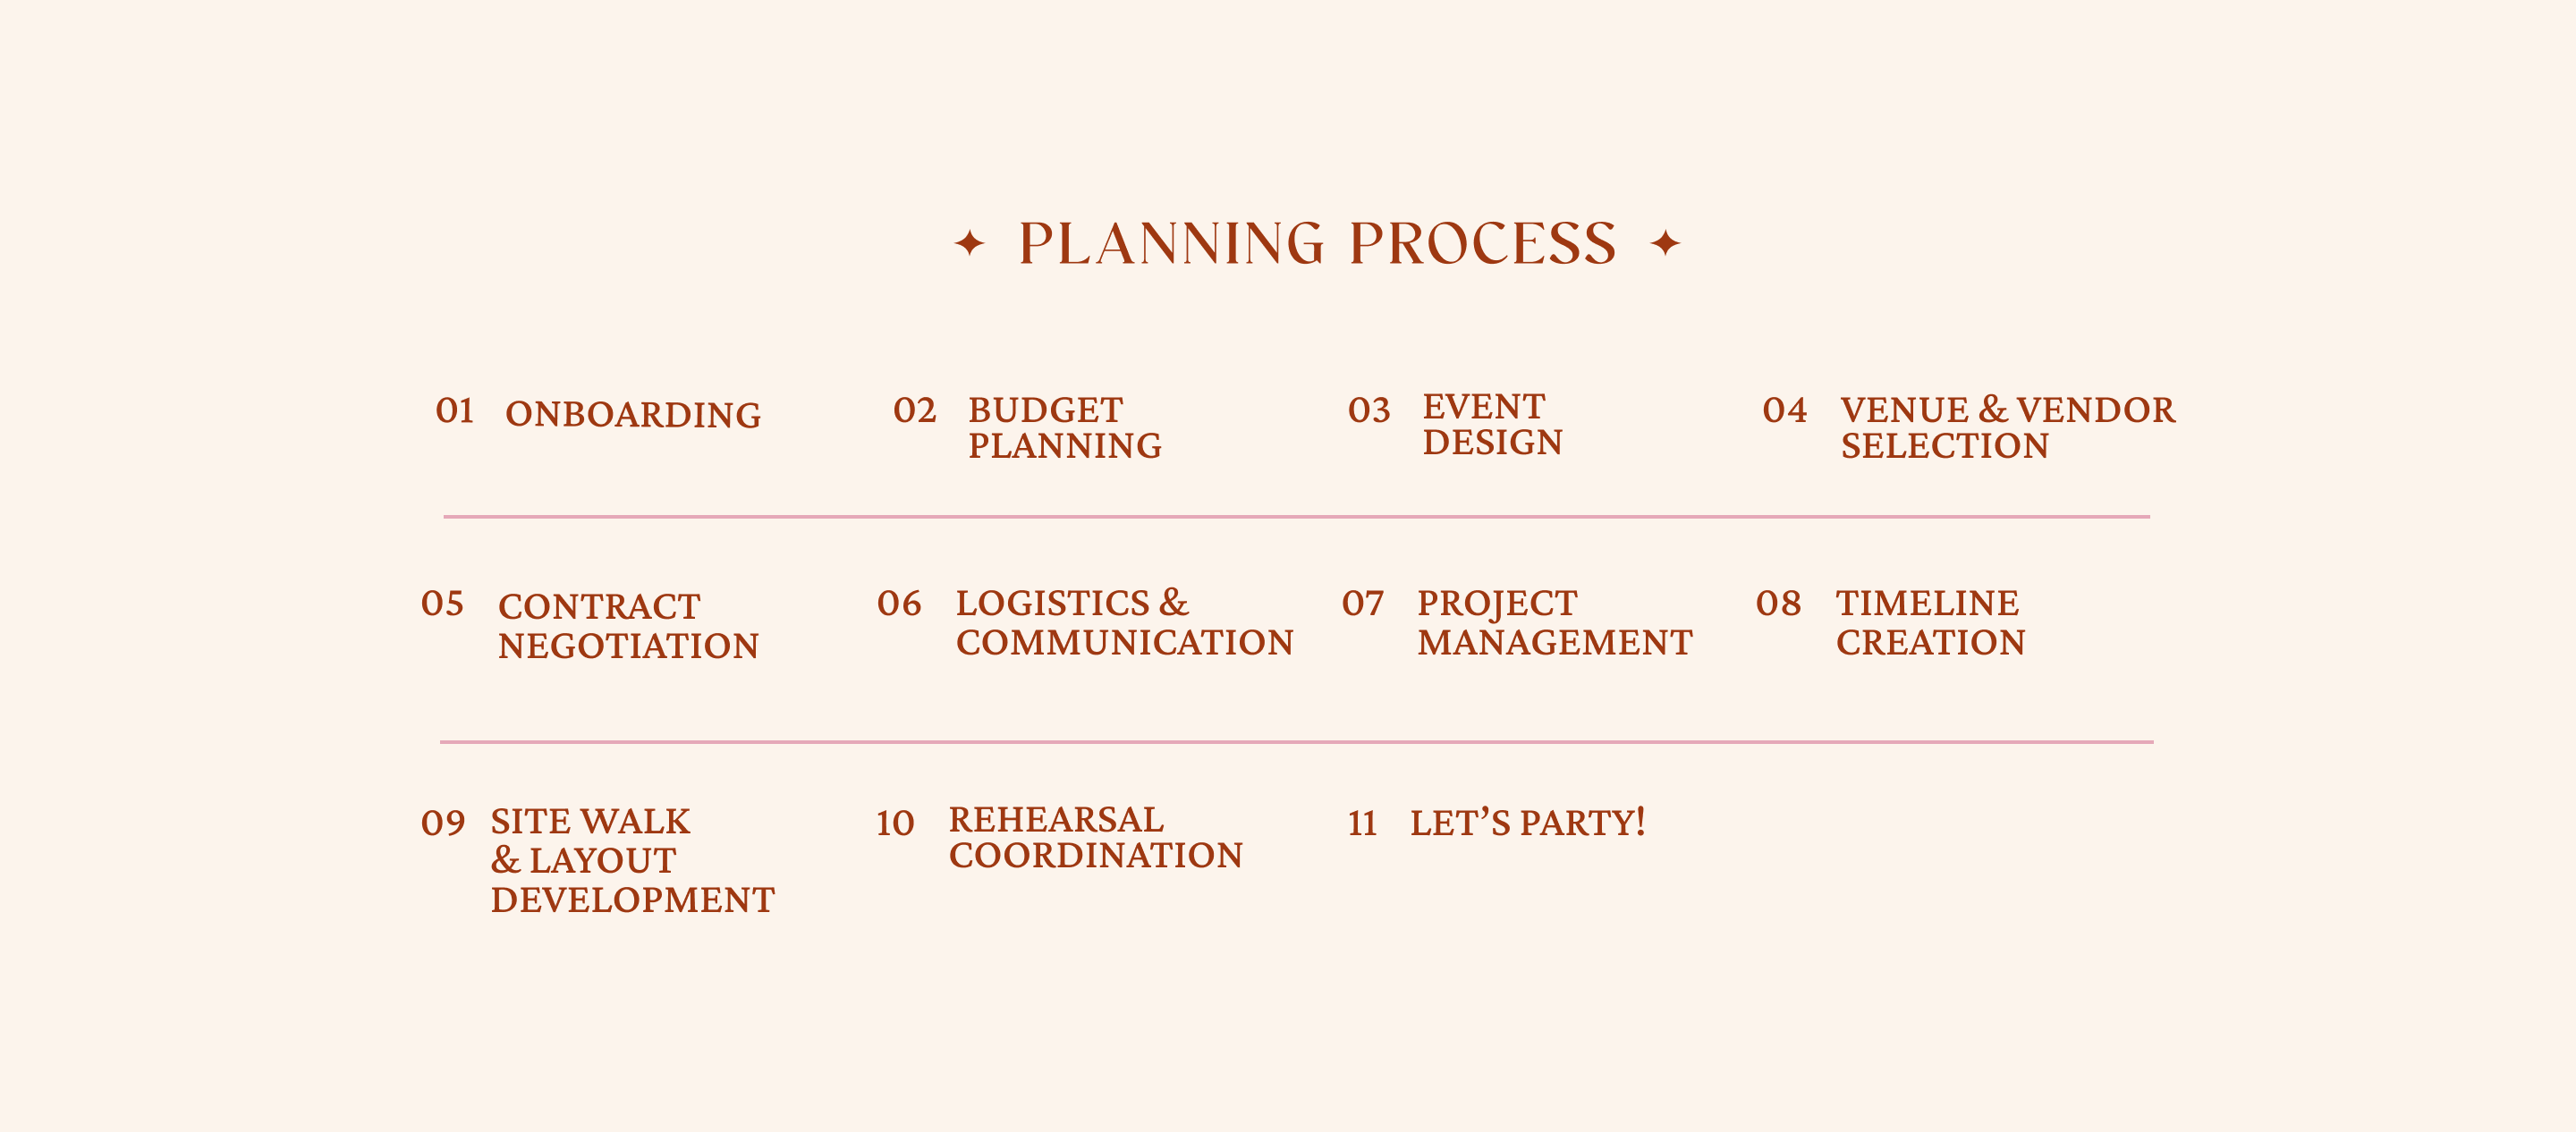 PLANNING PROCESS
01 ONBOARDING
02 BUDGET
PLANNING
03 EVENT
DESIGN
04 VENUE & VENDOR
SELECTION
05 CONTRACT
NEGOTIATION
06 LOGISTICS &
COMMUNICATION
07 PROJECT
MANAGEMENT
08 TIMELINE
CREATION
09 SITE WALK
& LAYOUT
DEVELOPMENT
10 REHEARSAL
COORDINATION
11 LET’S PARTY!